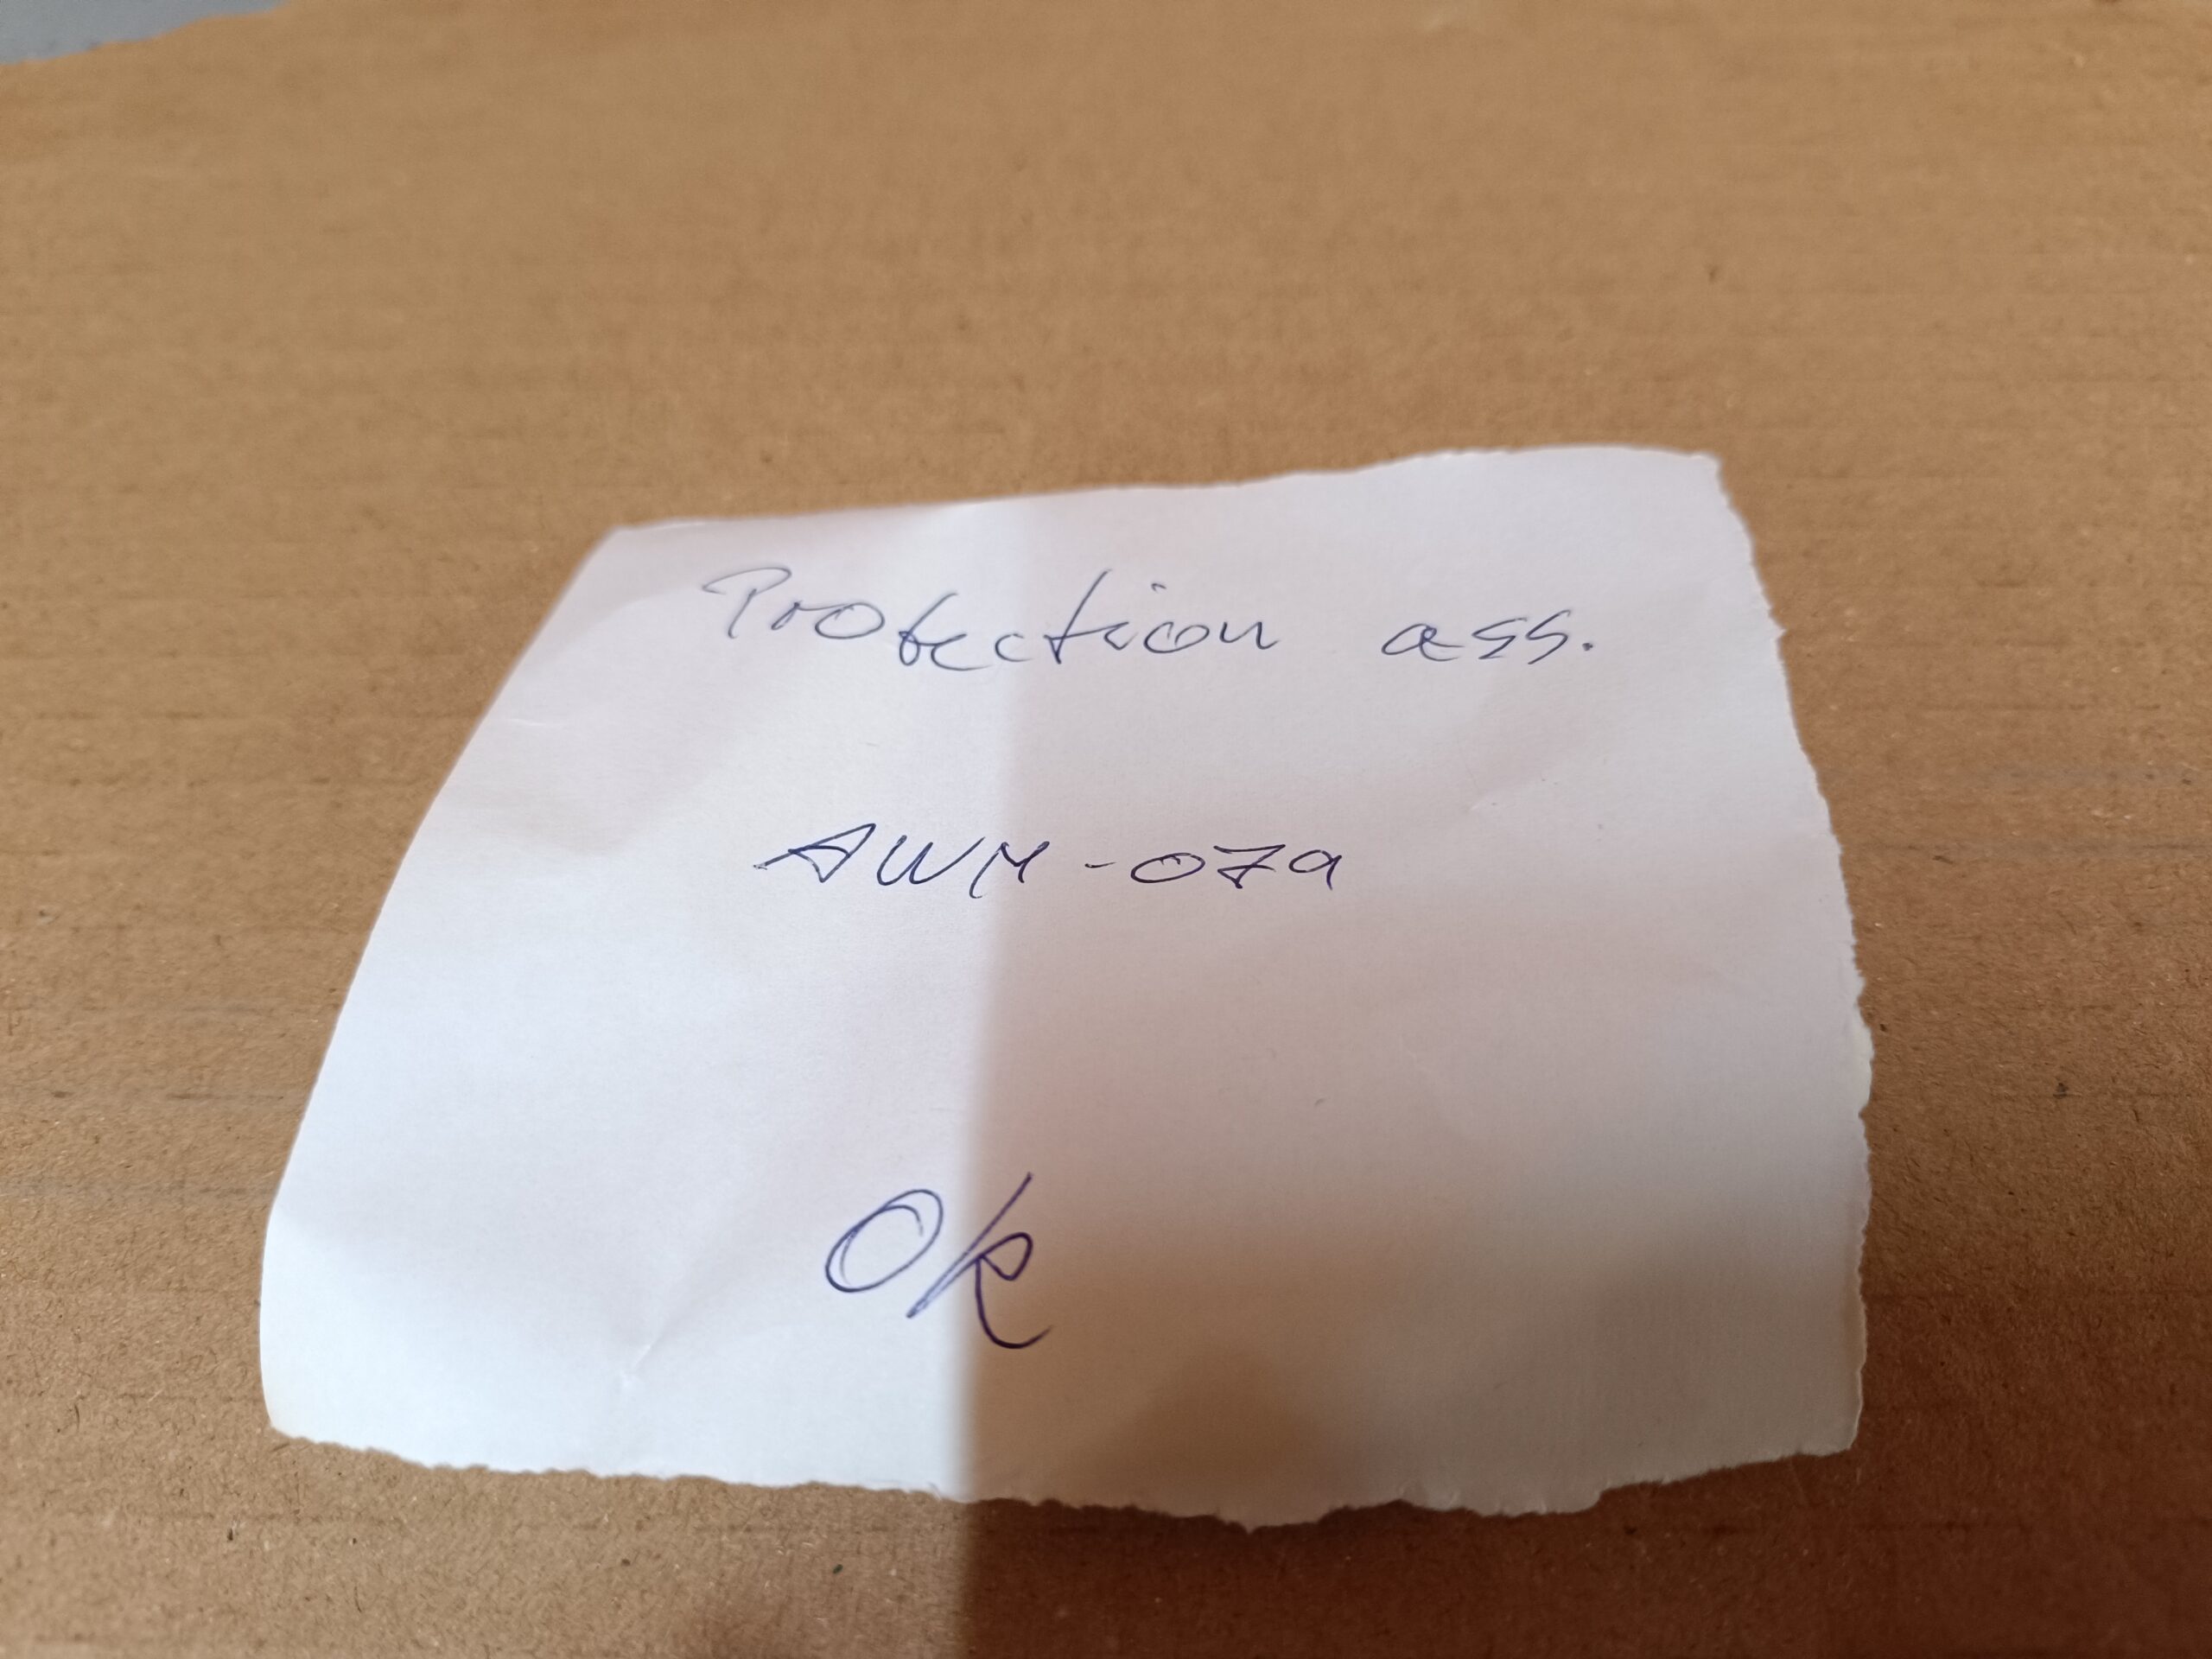 Protection ass.
AWM-079
Ok